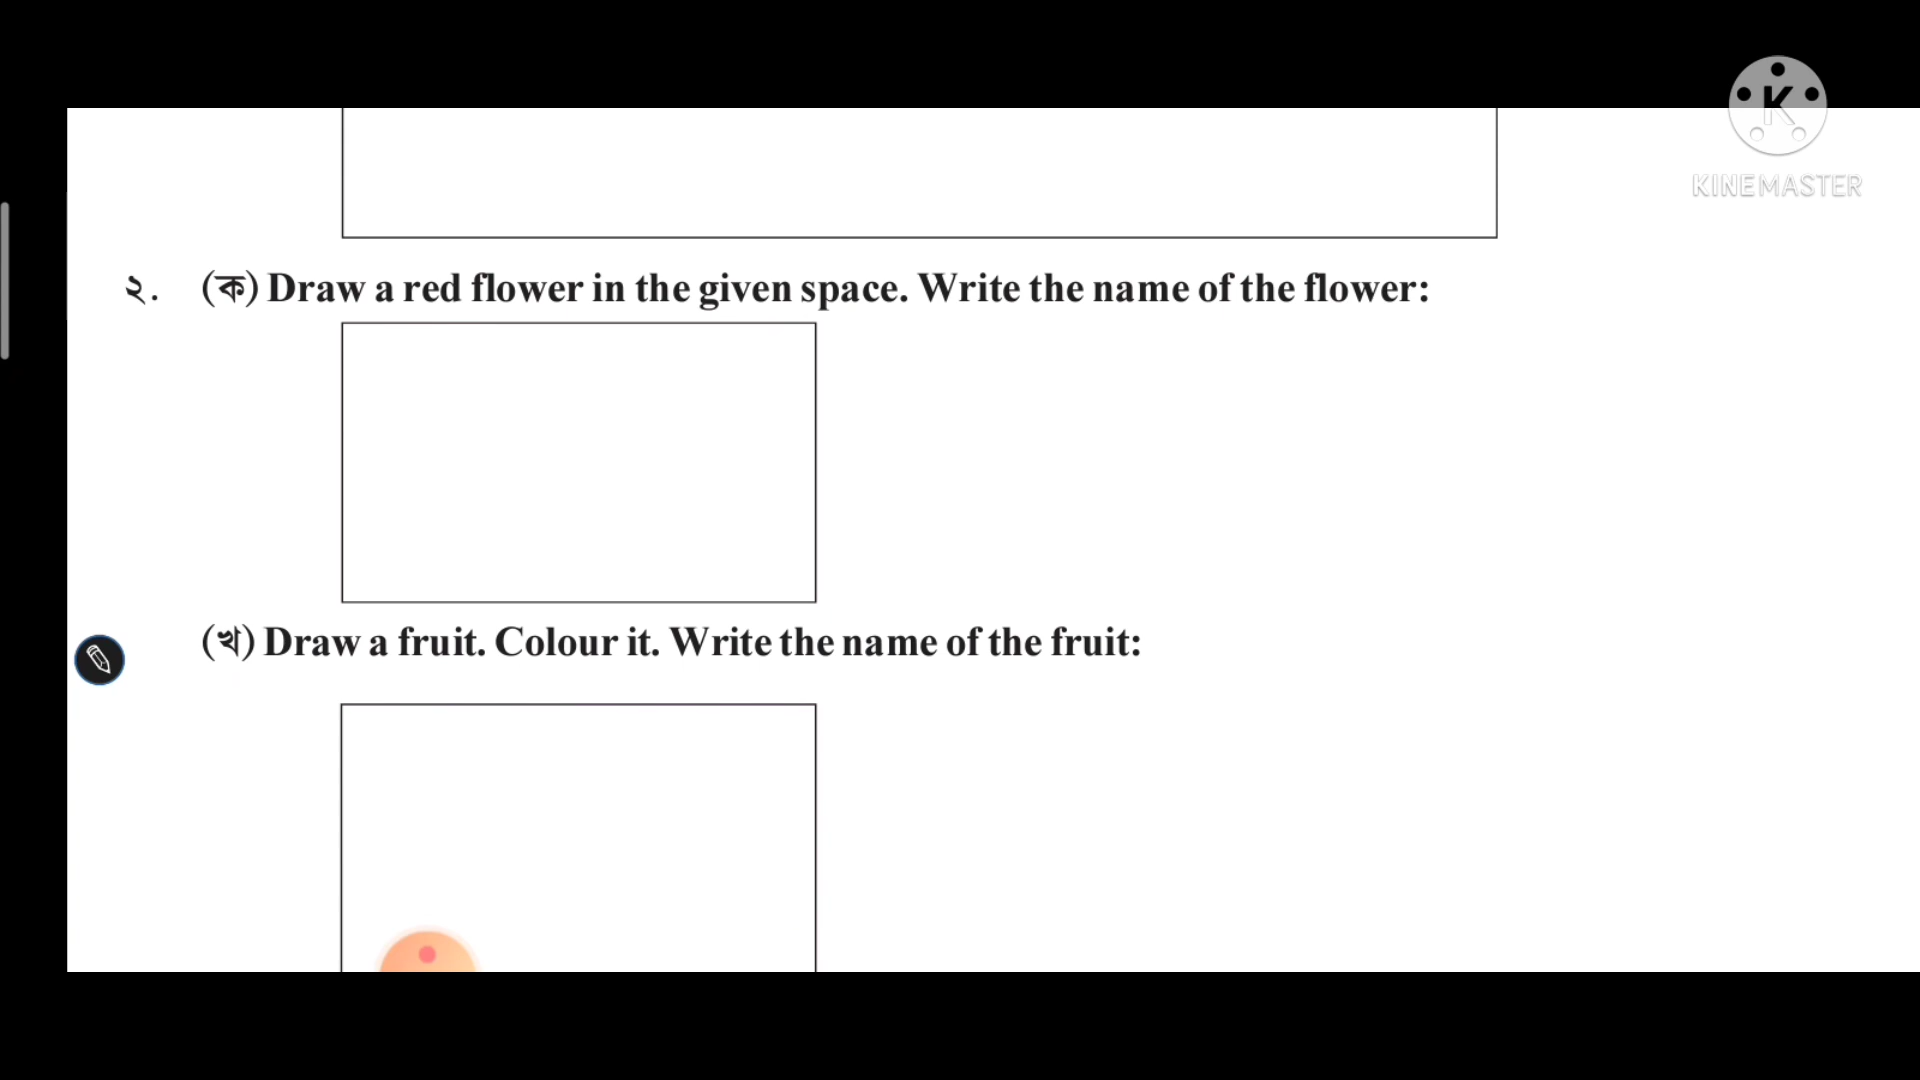 KINEMASTER
২. (ক) Draw a red flower in the given space. Write the name of the flower:
(খ) Draw a fruit. Colour it. Write the name of the fruit: